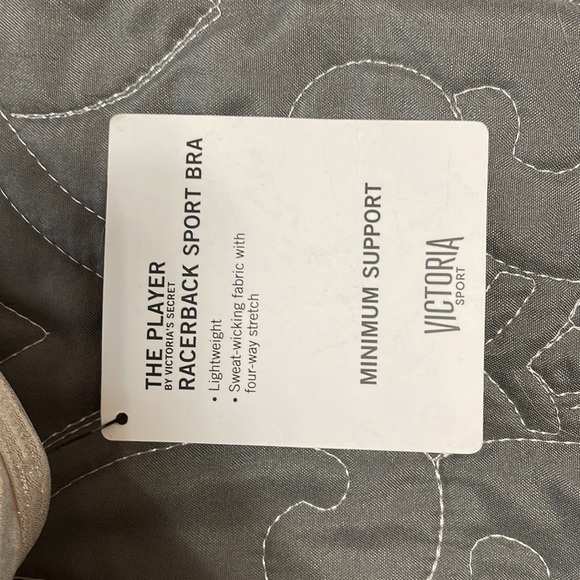 THE PLAYER
BY VICTORIA'S SECRET
RACERBACK SPORT BRA
• Lightweight
• Sweat-wicking fabric with
four-way stretch
MINIMUM SUPPORT
VICTORIA
SPORT